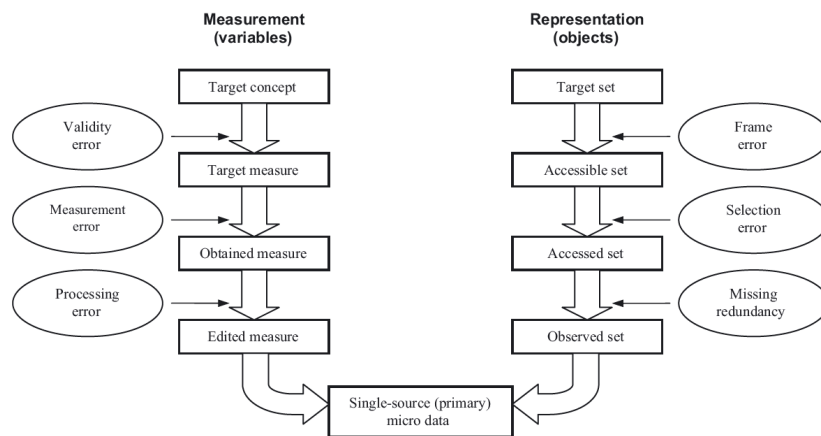 Measurement
(variables)
Representation
(objects)
Target concept
Target set
Validity
error
Frame
error
Target measure
Accessible set
Measurement
error
Selection
error
Obtained measure
Accessed set
Processing
error
Missing
redundancy
Edited measure
Observed set
Single-source (primary)
micro data